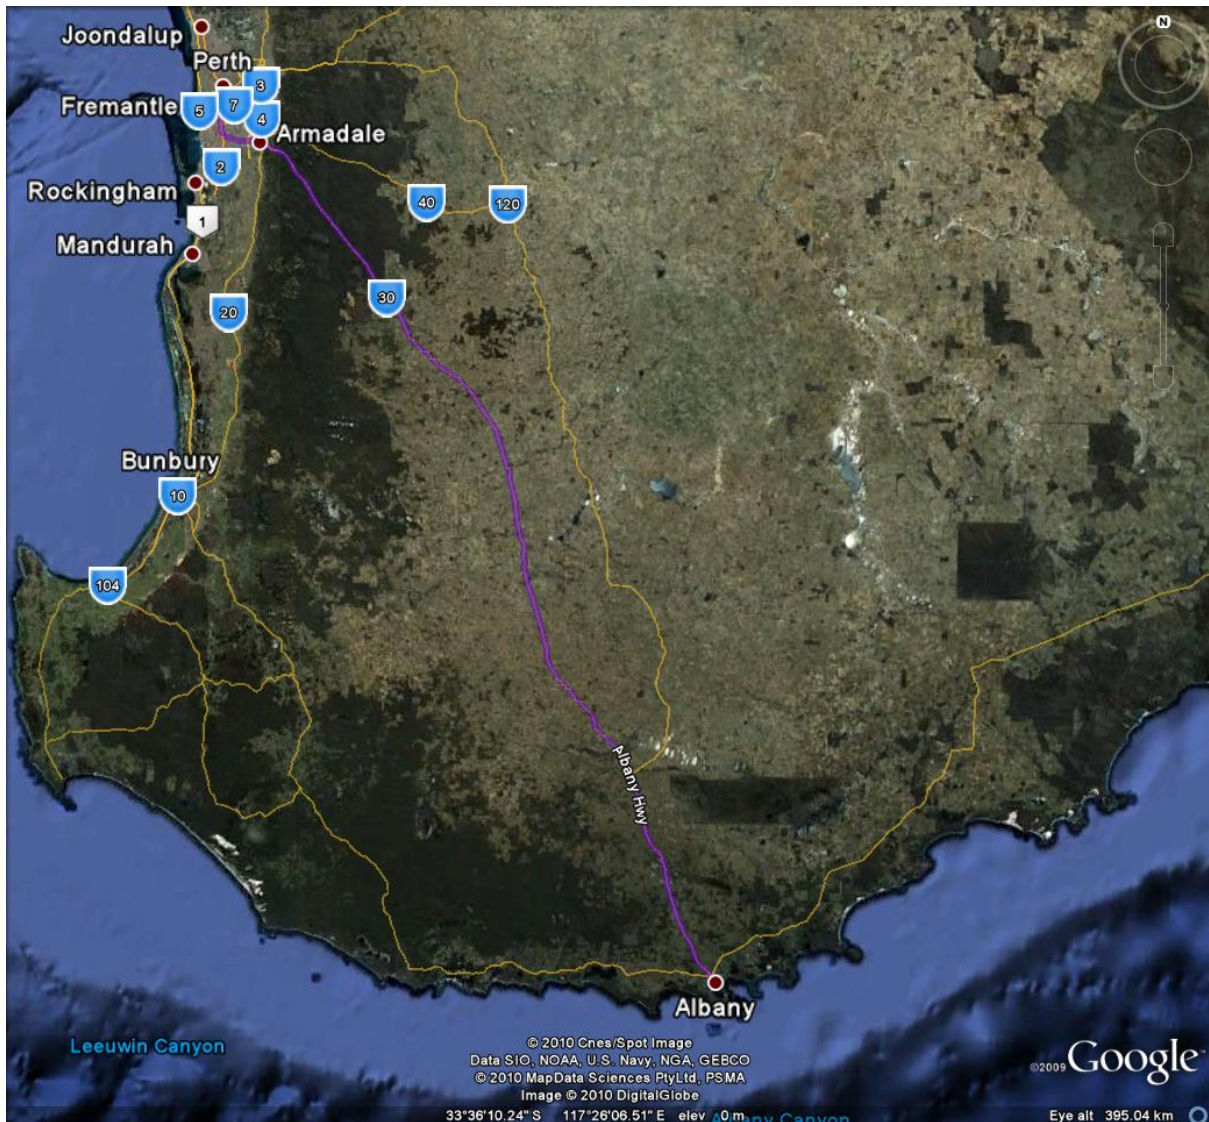 Joondalup
N
Perth
3
Fremantle
5
7
4
Armadale
2
Rockingham
40
120
1
Mandurah
30
20
Bunbury
10
104
Albany Hwy
Albany
Leeuwin Canyon
© 2010 Cnes/Spot Image
Data SIO, NOAA, U.S. Navy, NGA, GEBCO
© 2010 MapData Sciences PtyLtd, PSMA
Image © 2010 DigitalGlobe
©2009 Google
33°36'10.24" S 117°26'06.51" E elev 0 m
Albany Canyon
Eye alt 395.04 km